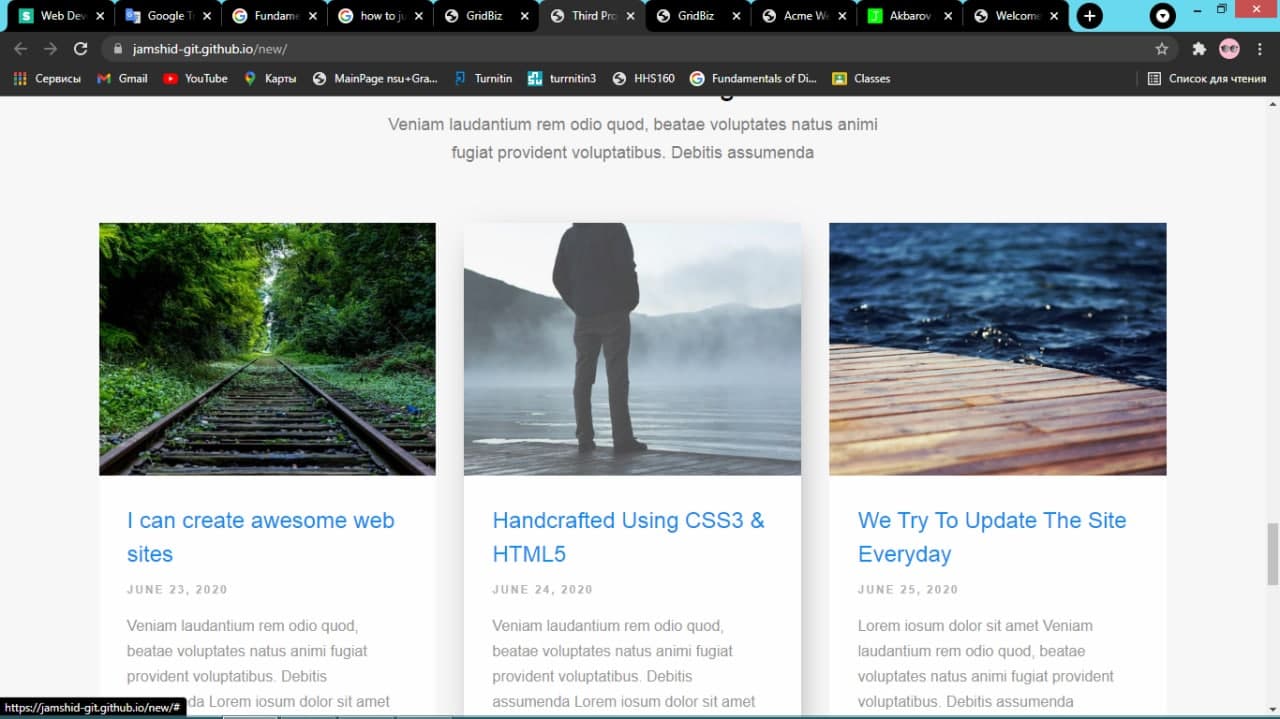 Web Dev
Google T
Fundame
how to ju
GridBiz
Third Pro
GridBiz
Acme We
Akbarov
Welcome
jamshid-git.github.io/new/
Сервисы
Gmail
YouTube
Карты
MainPage nsu+Gra...
Turnitin
turrnitin3
HHS160
Fundamentals of Di...
Classes
Список для чтения
Veniam laudantium rem odio quod, beatae voluptates natus animi
fugiat provident voluptatibus. Debitis assumenda
I can create awesome web
sites
JUNE 23, 2020
Veniam laudantium rem odio quod,
beatae voluptates natus animi fugiat
provident voluptatibus. Debitis
da Lorem iosum dolor sit amet
Handcrafted Using CSS3 &
HTML5
JUNE 24, 2020
Veniam laudantium rem odio quod,
beatae voluptates natus animi fugiat
provident voluptatibus. Debitis
assumenda Lorem iosum dolor sit amet
We Try To Update The Site
Everyday
JUNE 25, 2020
Lorem iosum dolor sit amet Veniam
laudantium rem odio quod, beatae
voluptates natus animi fugiat provident
voluptatibus. Debitis assumenda
https://jamshid-git.github.io/new/#